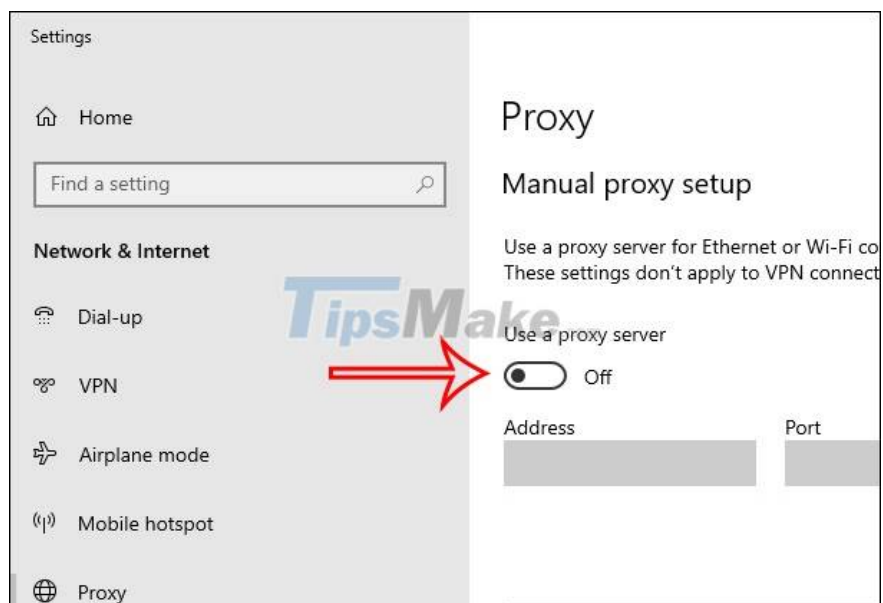 Settings
Home
Find a setting
Network & Internet
Dial-up
VPN
Airplane mode
Mobile hotspot
Proxy
Proxy
Manual proxy setup
Use a proxy server for Ethernet or Wi-Fi co
These settings don't apply to VPN connect
TipsMake
Use a proxy server
Off
Address Port